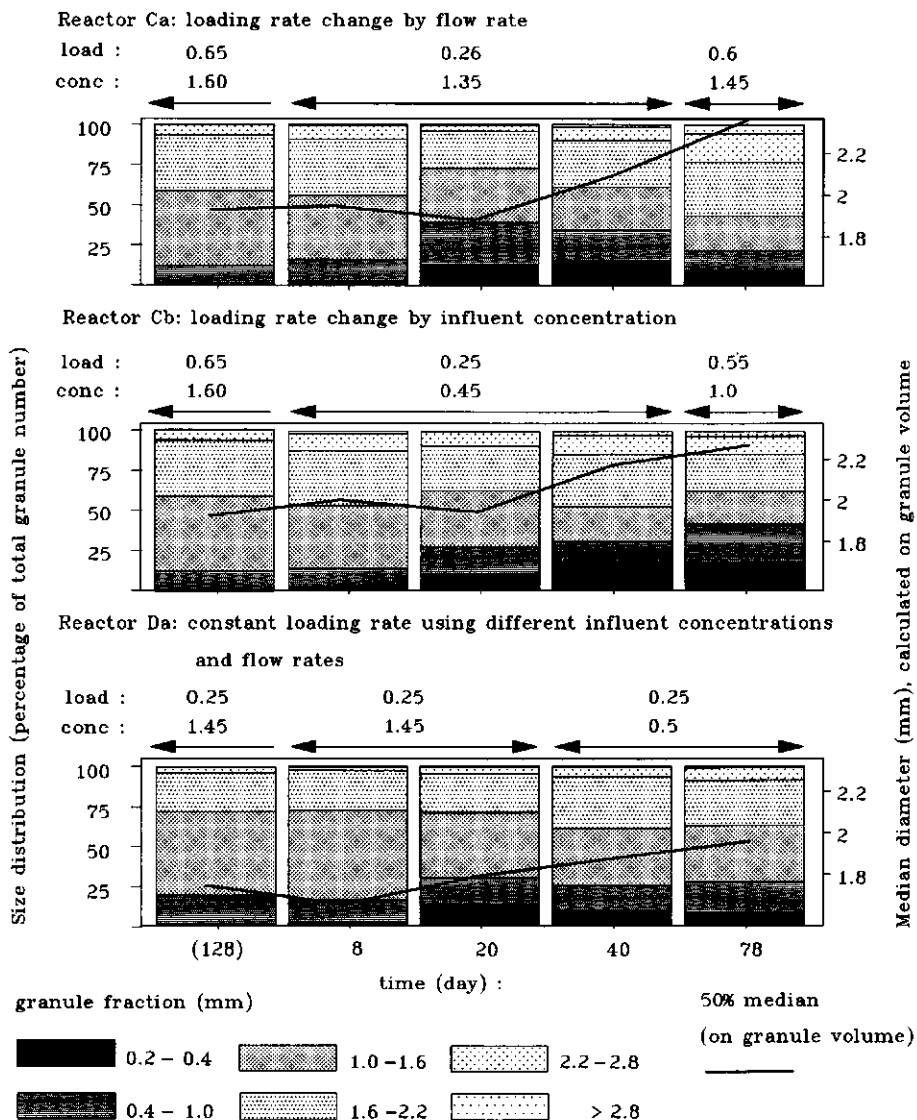 Reactor Ca: loading rate change by flow rate
load : 0.65 0.26 0.6
conc : 1.60 1.35 1.45
100
75
50
25
2.2
2
1.8
Reactor Cb: loading rate change by influent concentration
load : 0.65 0.25 0.55
conc : 1.60 0.45 1.0
100
75
50
25
2.2
2
1.8
Reactor Da: constant loading rate using different influent concentrations
and flow rates
load : 0.25 0.25 0.25
conc : 1.45 1.45 0.5
100
75
50
25
2.2
2
1.8
(128) 8 20 40 78
time (day) :
Size distribution (percentage of total granule number)
Median diameter (mm), calculated on granule volume
granule fraction (mm)
0.2 - 0.4 1.0 - 1.6 2.2 - 2.8
0.4 - 1.0 1.6 - 2.2 > 2.8
50% median
(on granule volume)